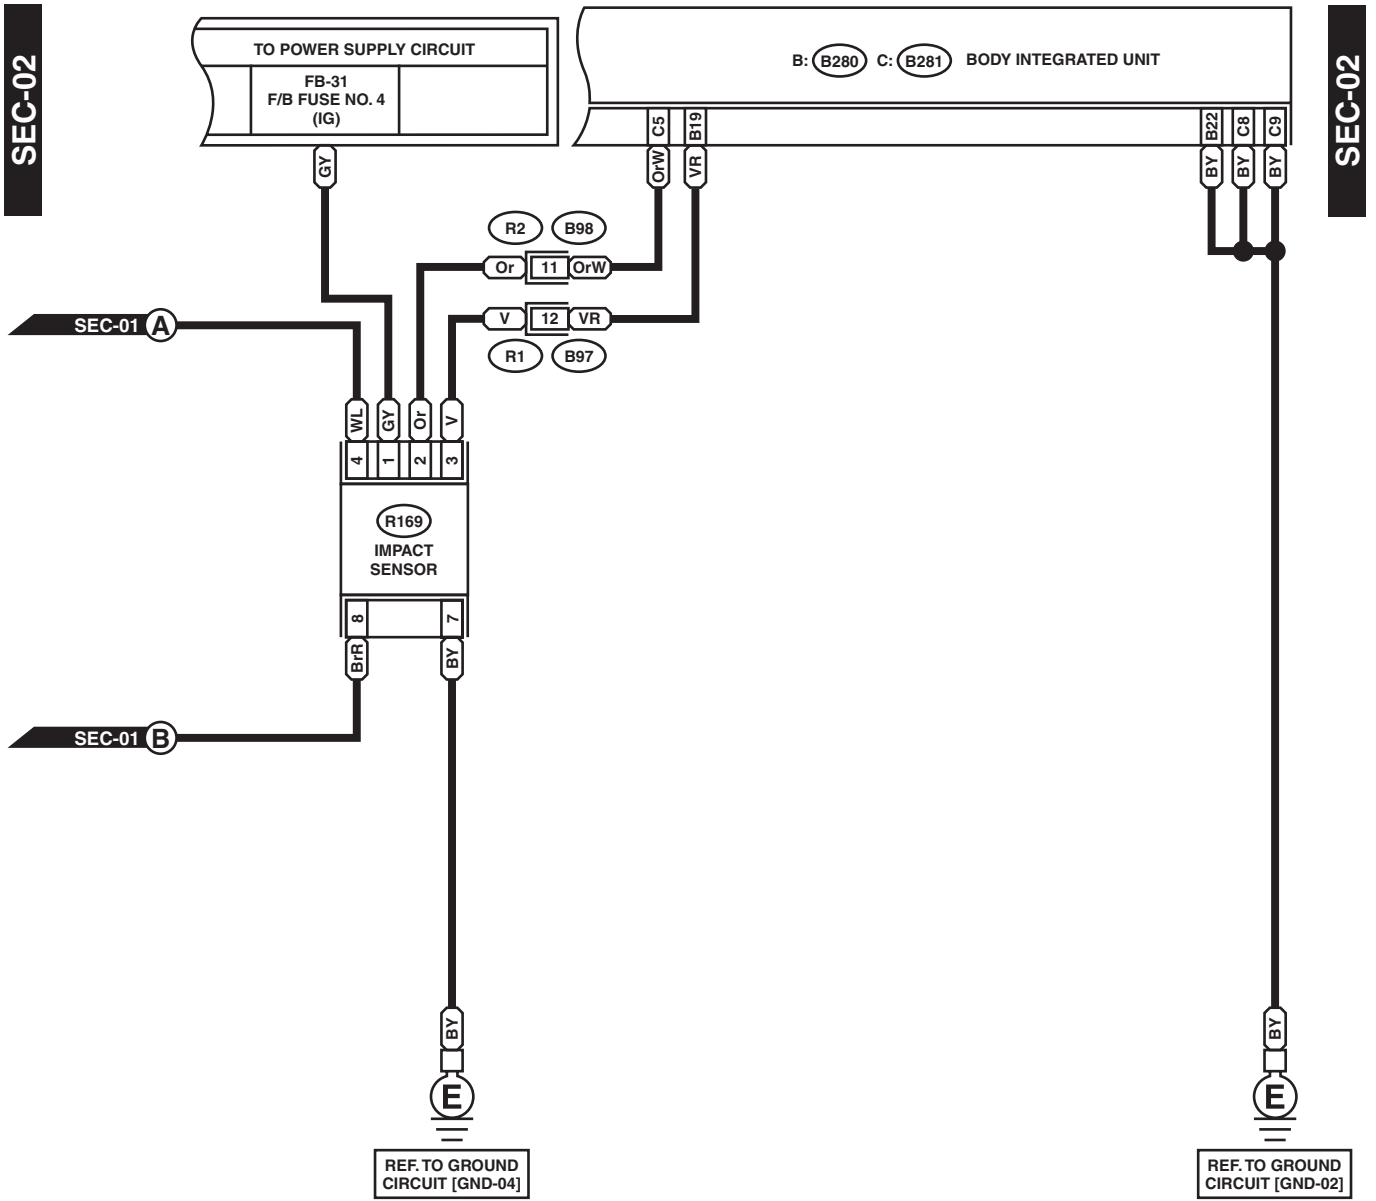 SEC-02
SEC-02
TO POWER SUPPLY CIRCUIT
FB-31
F/B FUSE NO. 4
(IG)
B: B280 C: B281 BODY INTEGRATED UNIT
C5 B19 B22 C8 C9
GY OrW VR BY BY BY
R2 B98
Or 11 OrW
SEC-01 A
V 12 VR
R1 B97
WL GY Or V
4 1 2 3
R169
IMPACT
SENSOR
8 7
BrR BY
SEC-01 B
BY BY
E E
REF. TO GROUND
CIRCUIT [GND-04]
REF. TO GROUND
CIRCUIT [GND-02]